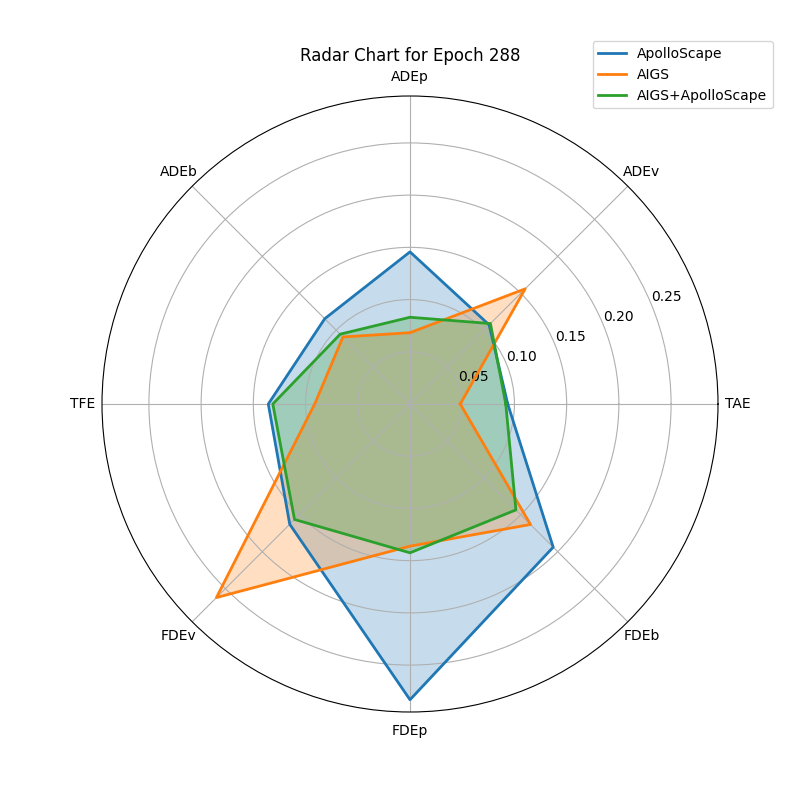 Radar Chart for Epoch 288
ApolloScape
AIGS
AIGS+ApolloScape
ADEp
ADEb
ADEv
0.25
0.20
0.15
0.10
0.05
TFE
TAE
FDEv
FDEb
FDEp